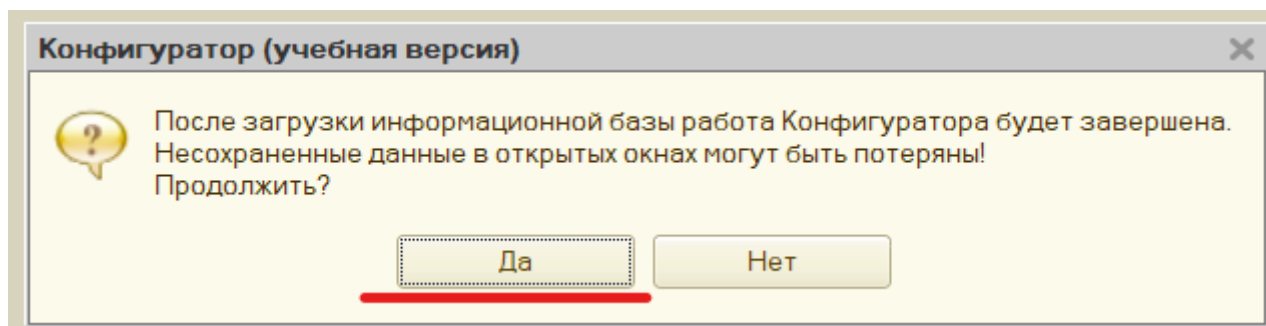 Конфигуратор (учебная версия)
После загрузки информационной базы работа Конфигуратора будет завершена.
Несохраненные данные в открытых окнах могут быть потеряны!
Продолжить?
Да
Нет